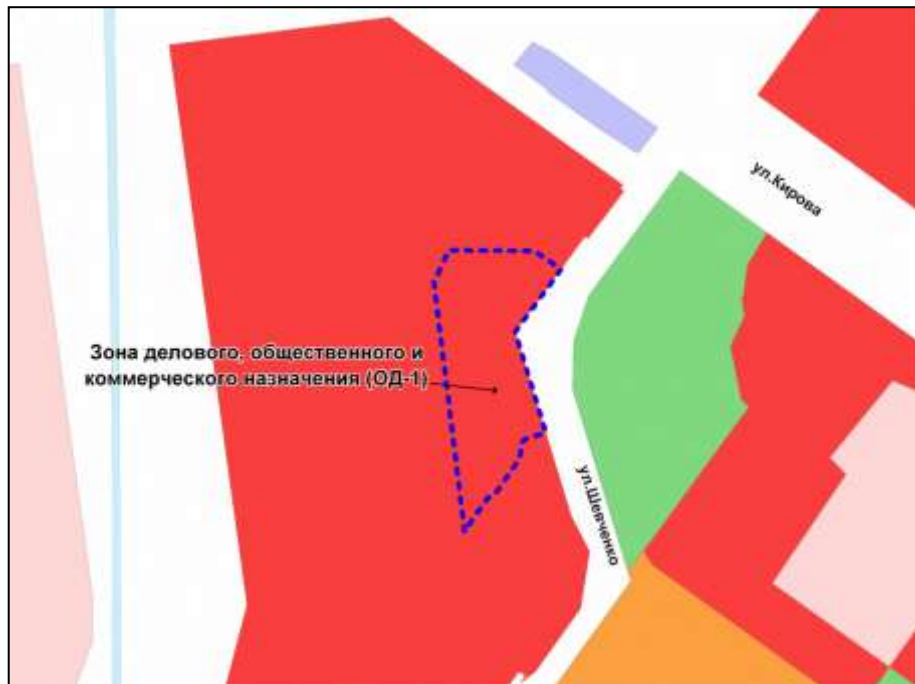 ул.Кирова
Зона делового, общественного и
коммерческого назначения (ОД-1)
ул.Шевченко